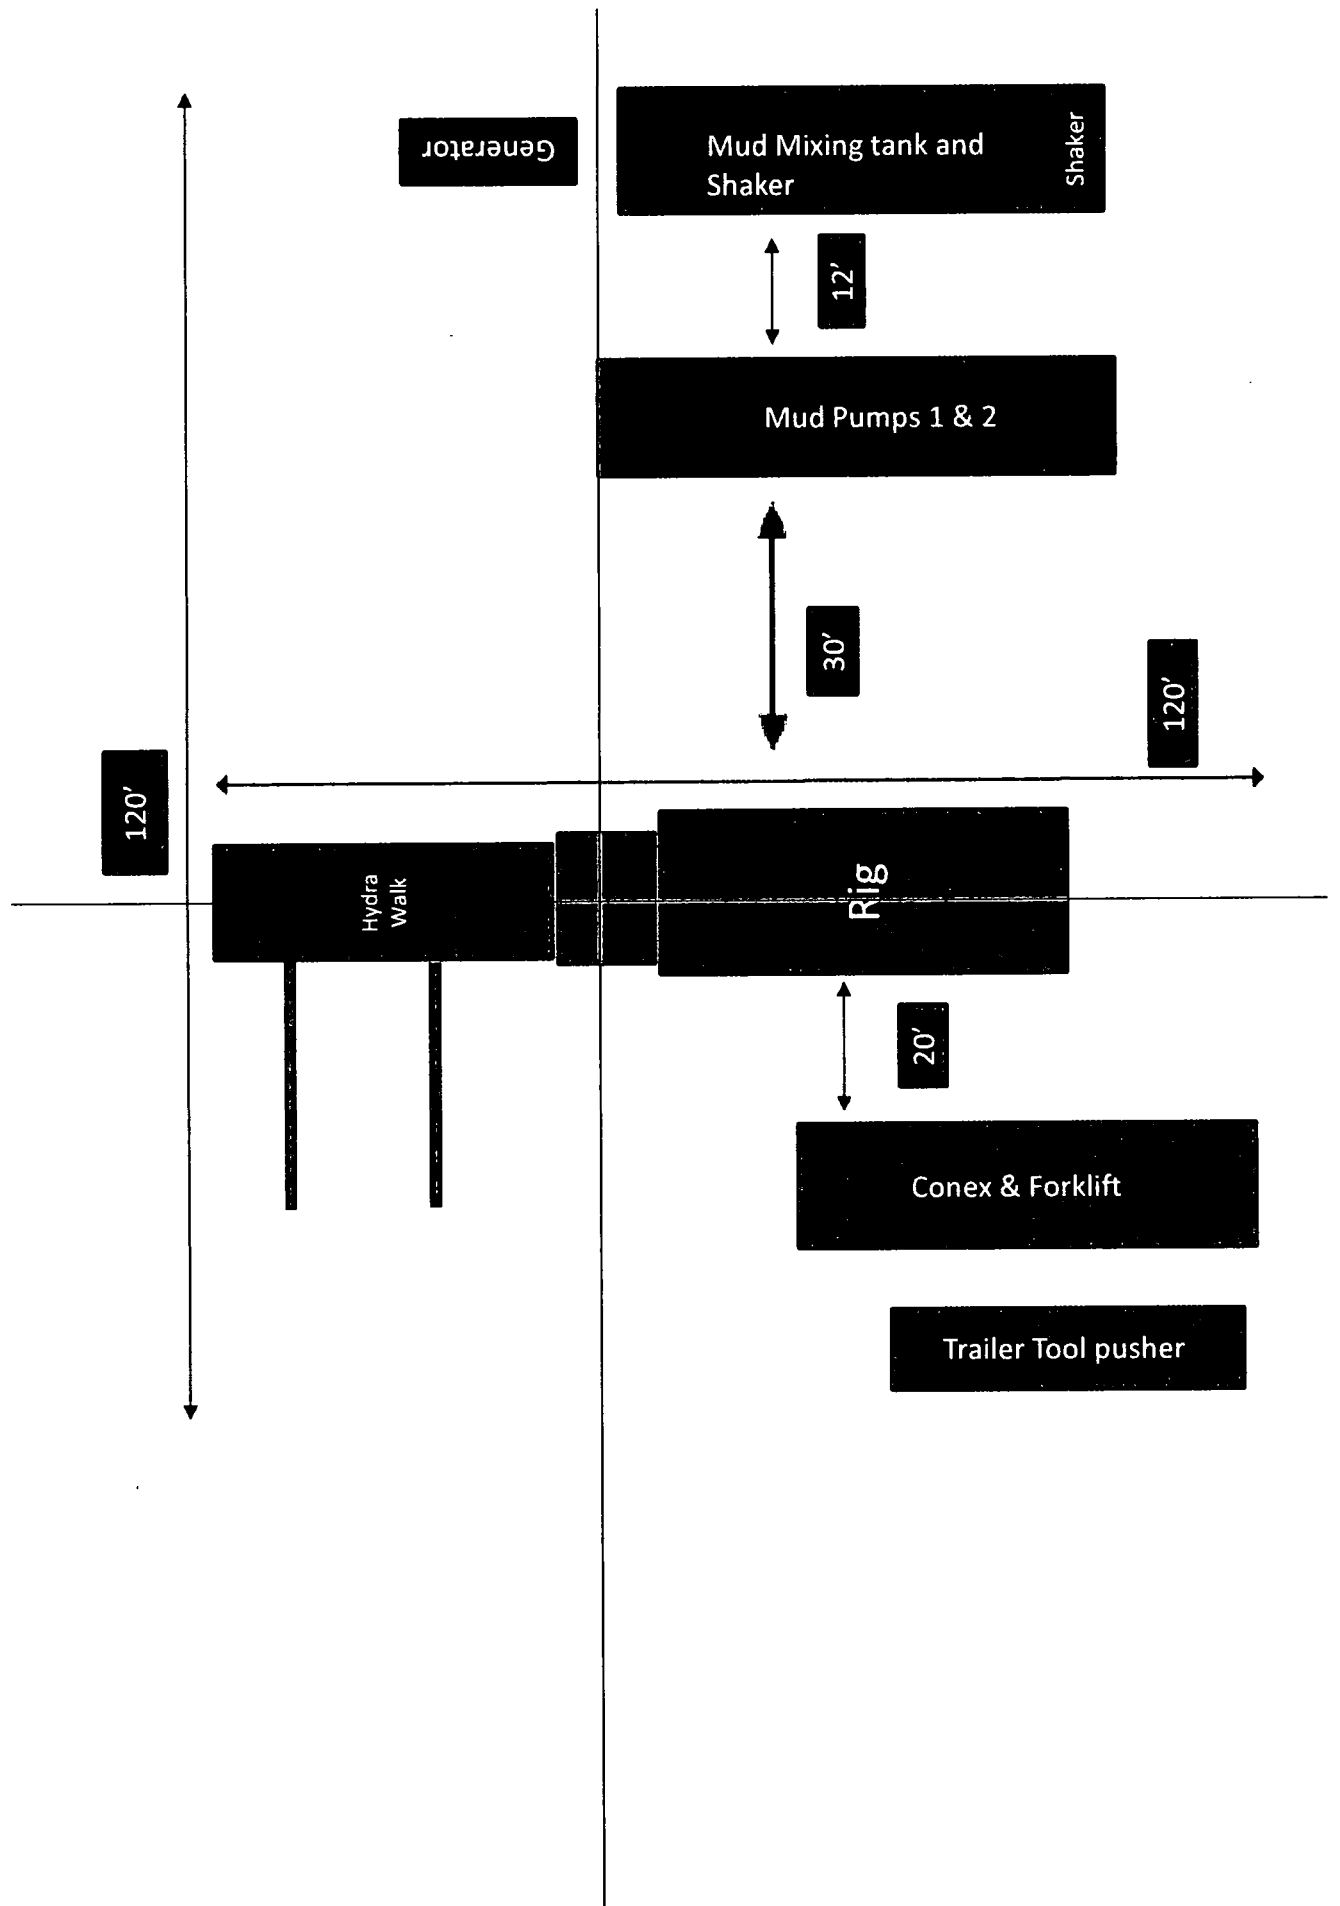 Generator
Mud Mixing tank and
Shaker
Shaker
12'
Mud Pumps 1 & 2
30'
120'
120'
Hydra
Walk
Rig
20'
Conex & Forklift
Trailer Tool pusher